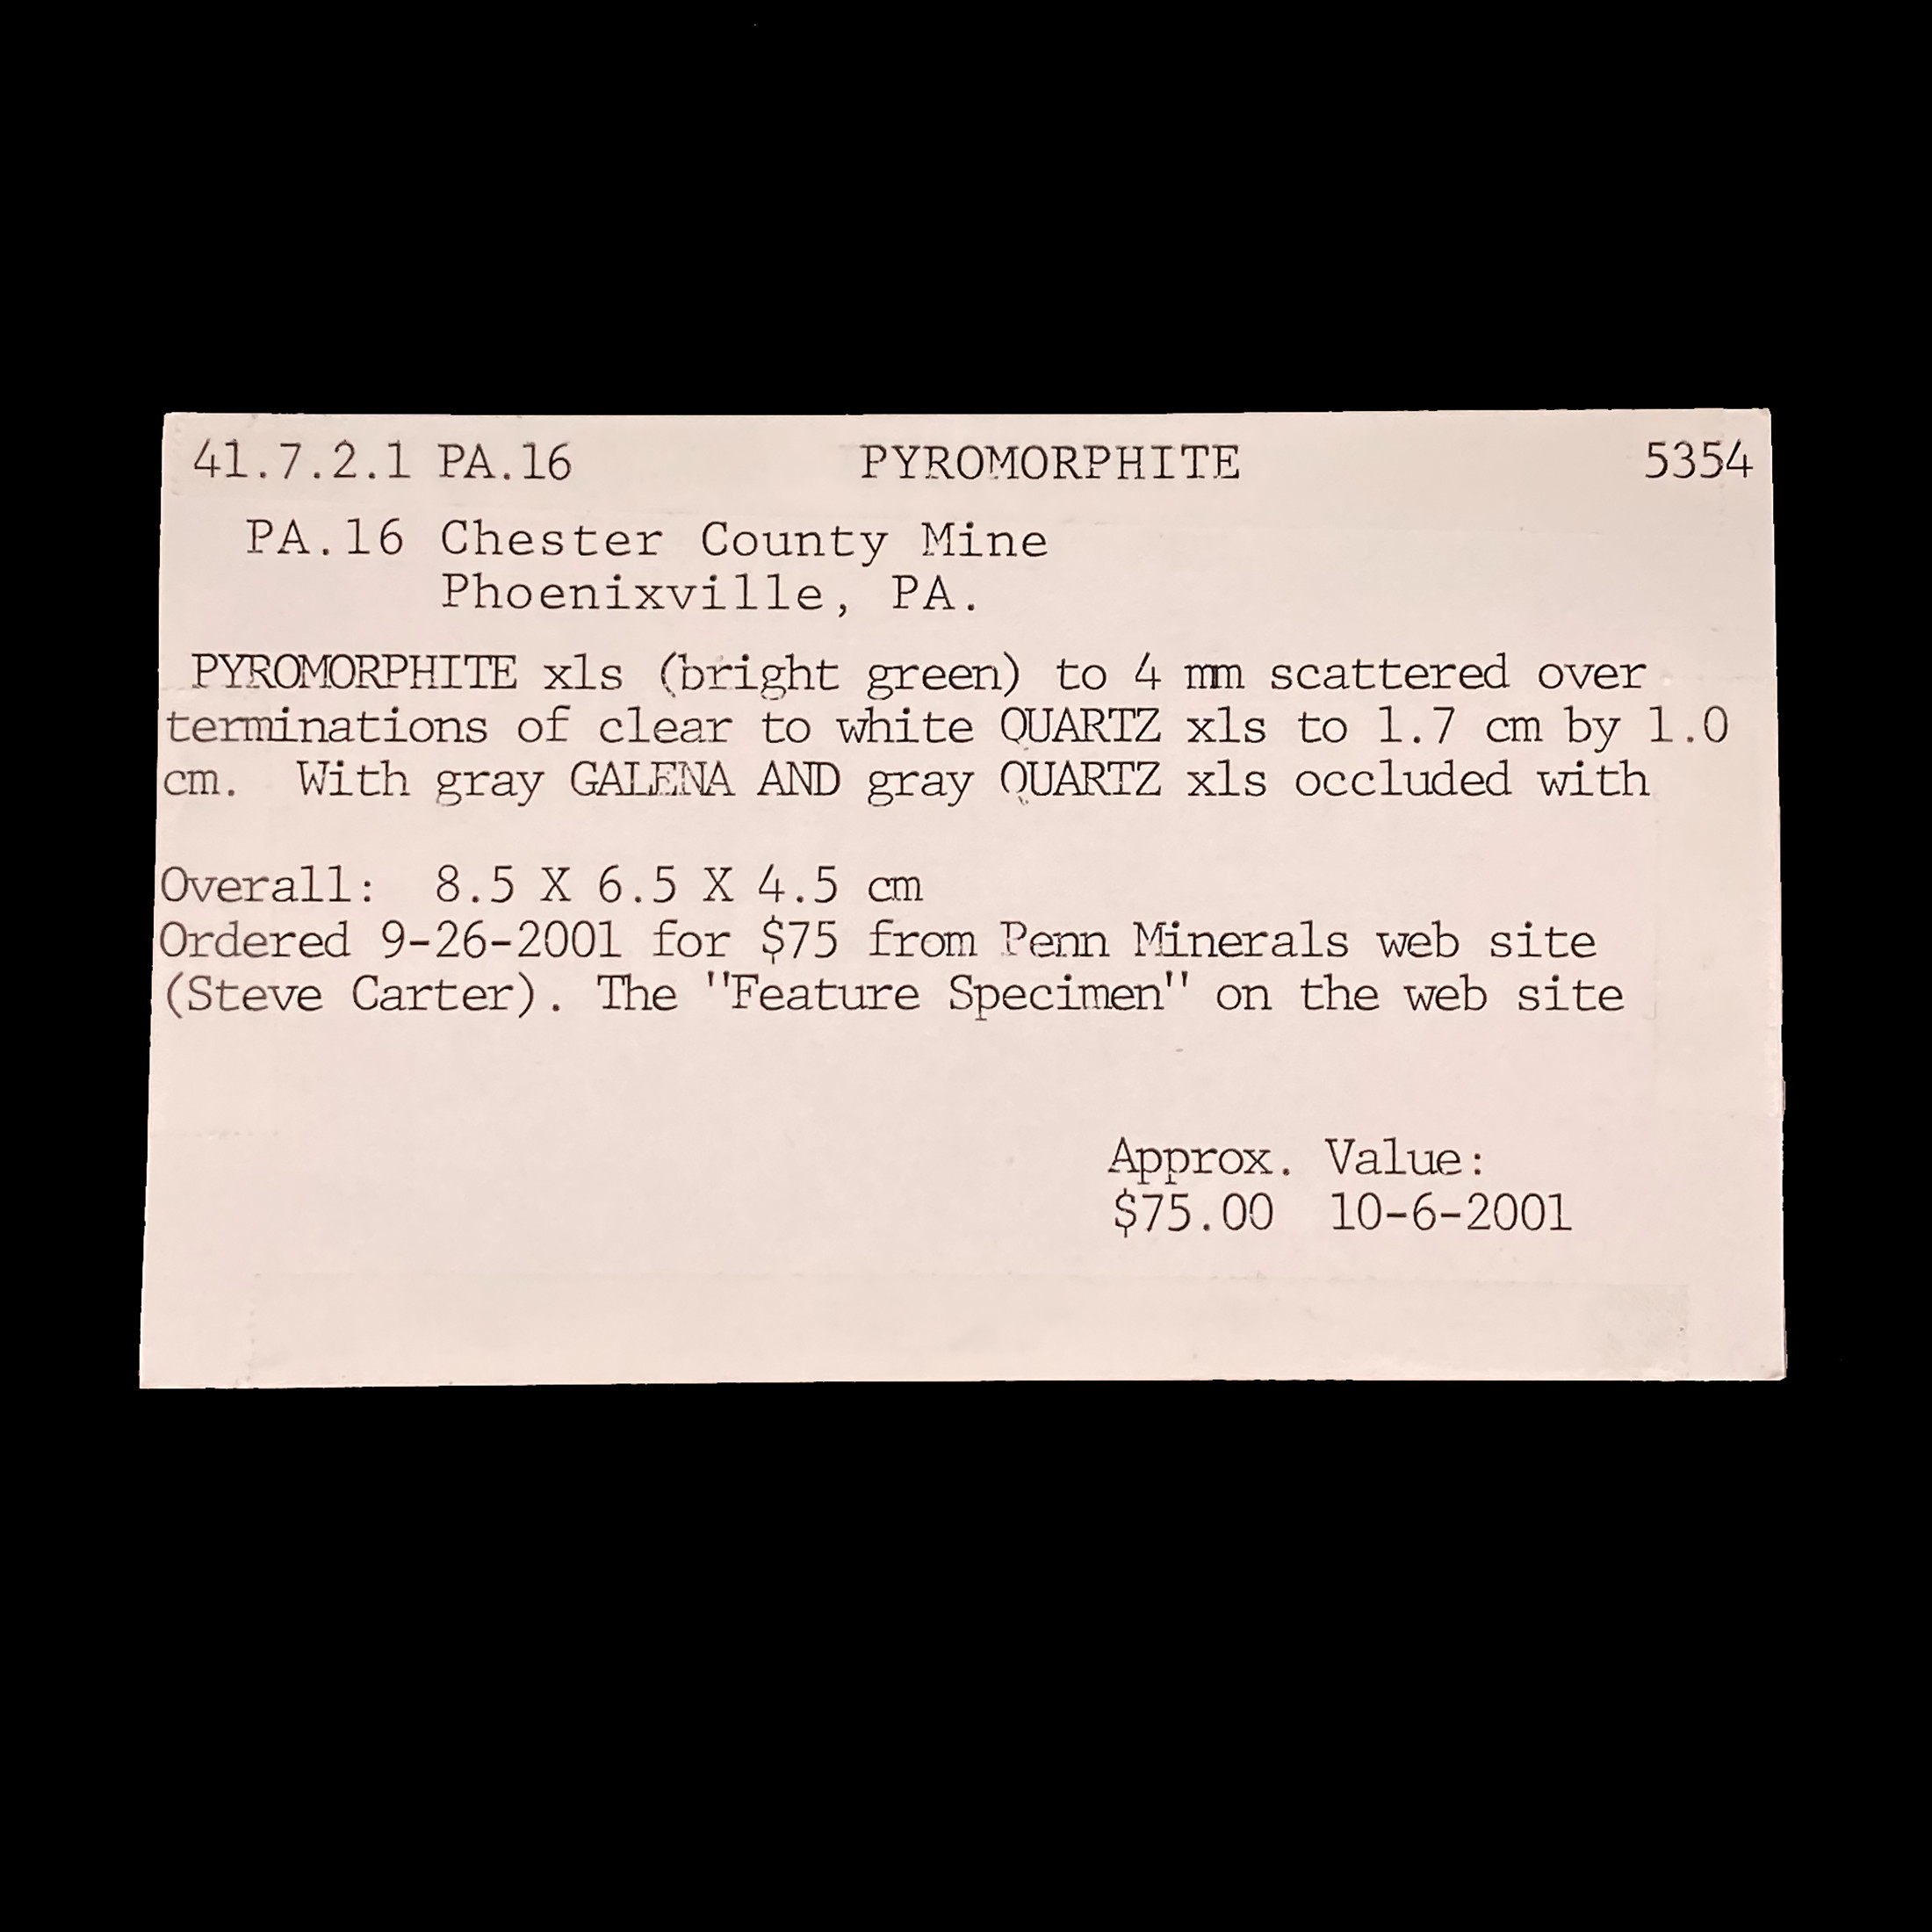 41.7.2.1 PA.16 PYROMORPHITE 5354
PA.16 Chester County Mine
Phoenixville, PA.
PYROMORPHITE xls (bright green) to 4 mm scattered over
terminations of clear to white QUARTZ xls to 1.7 cm by 1.0
cm. With gray GALENA AND gray QUARTZ xls occluded with
Overall: 8.5 X 6.5 X 4.5 cm
Ordered 9-26-2001 for $75 from Penn Minerals web site
(Steve Carter). The "Feature Specimen" on the web site
Approx. Value:
$75.00 10-6-2001